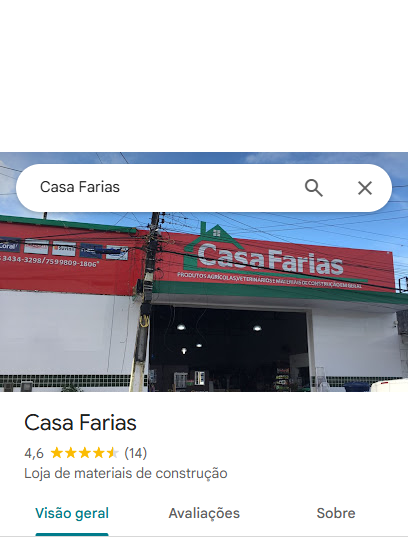 Casa Farias
Coral
Casa Farias
PRODUTOS AGRÍCOLAS, VETERINÁRIOS E MATERIAIS DE CONSTRUÇÃO EM GERAL
3434-3298/7599809-1806
Casa Farias
4,6 (14)
Loja de materiais de construção
Visão geral Avaliações Sobre